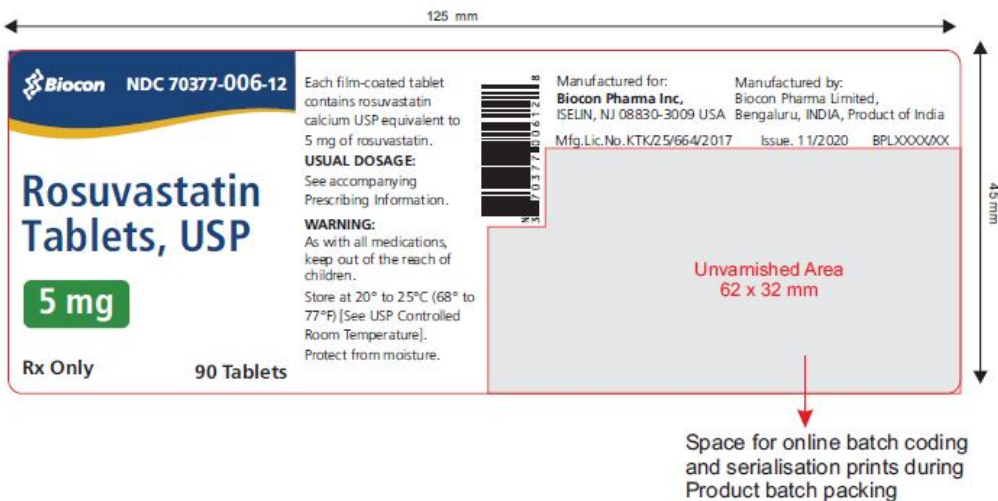 125 mm
Biocon NDC 70377-006-12
Rosuvastatin
Tablets, USP
5 mg
Rx Only 90 Tablets
Each film-coated tablet
contains rosuvastatin
calcium USP equivalent to
5 mg of rosuvastatin.
USUAL DOSAGE:
See accompanying
Prescribing Information.
WARNING:
As with all medications,
keep out of the reach of
children.
Store at 20° to 25°C (68° to
77°F) [See USP Controlled
Room Temperature].
Protect from moisture.
N 3 70377 00612 8
Manufactured for:
Biocon Pharma Inc,
ISELIN, NJ 08830-3009 USA
Manufactured by:
Biocon Pharma Limited,
Bengaluru, INDIA, Product of India
Mfg.Lic.No.KTK/25/664/2017 Issue. 11/2020 BPLXXXX/XX
Unvarnished Area
62 x 32 mm
45 mm
Space for online batch coding
and serialisation prints during
Product batch packing